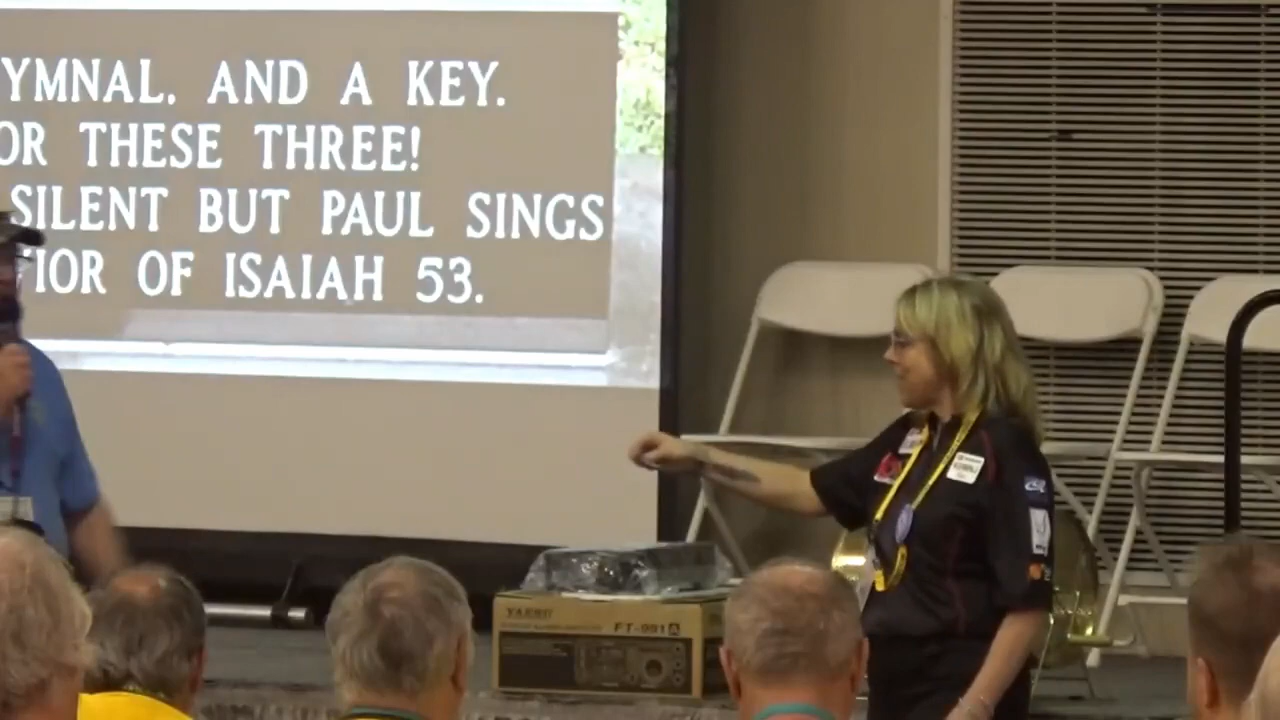 YMNAL, AND A KEY.
OR THESE THREE!
SILENT BUT PAUL SINGS
IOR OF ISAIAH 53.
YAESU
FT-991A